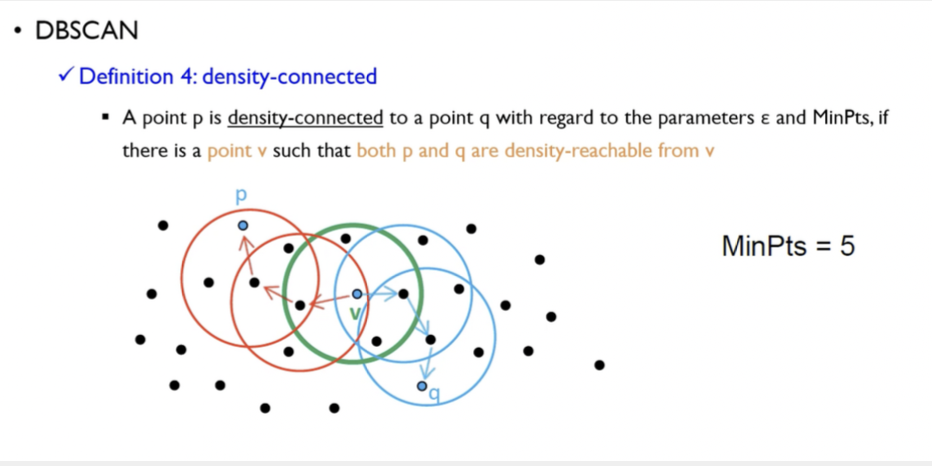 • DBSCAN
✓ Definition 4: density-connected
▪ A point p is density-connected to a point q with regard to the parameters ε and MinPts, if
there is a point v such that both p and q are density-reachable from v
p
MinPts = 5
v
q